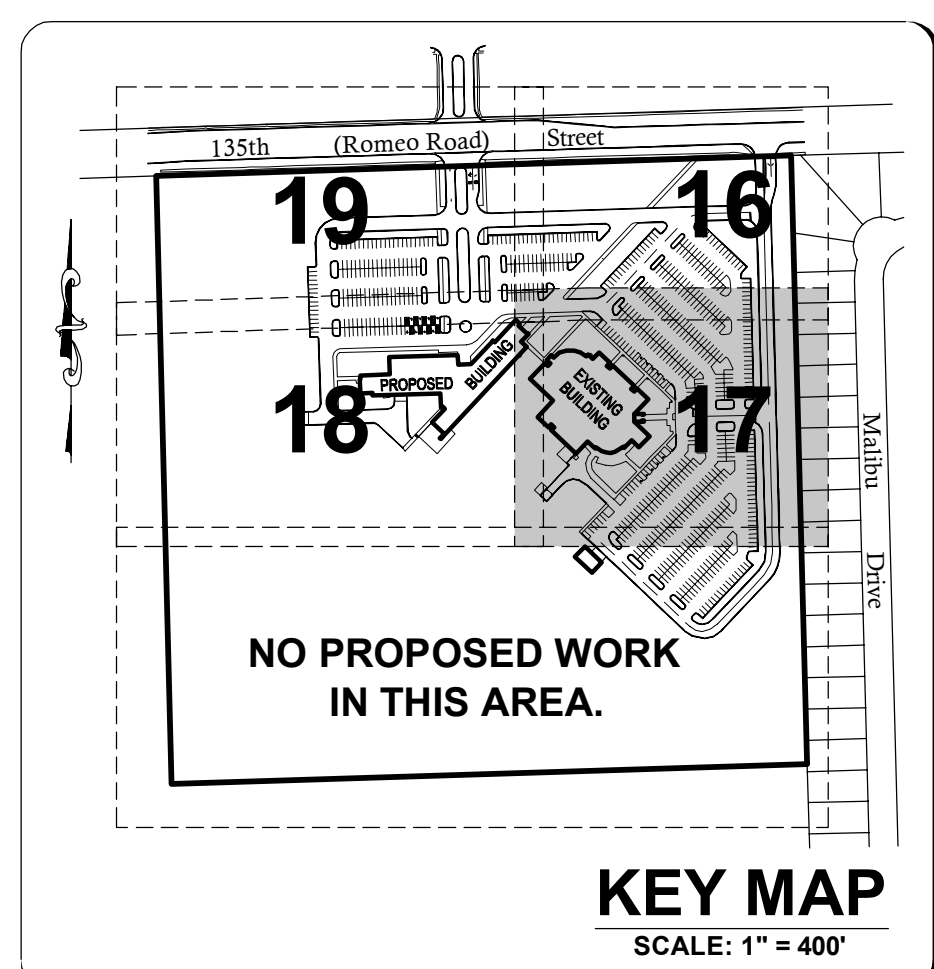 135th (Romeo Road) Street
19
16
PROPOSED BUILDING
EXISTING
BUILDING
18
17
Malibu Drive
NO PROPOSED WORK
IN THIS AREA.
KEY MAP
SCALE: 1" = 400'